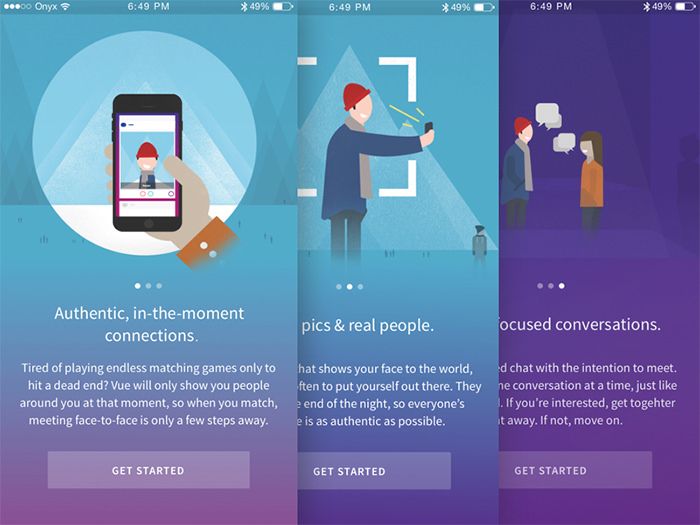 Onyx 6:49 PM 49%
Authentic, in-the-moment
connections.
Tired of playing endless matching games only to
hit a dead end? Vue will only show you people
around you at that moment, so when you match,
meeting face-to-face is only a few steps away.
GET STARTED
6:49 PM 49%
pics & real people.
that shows your face to the world,
often to put yourself out there. They
e end of the night, so everyone's
e is as authentic as possible.
GET STARTED
6:49 PM 49%
focused conversations.
ed chat with the intention to meet.
ne conversation at a time, just like
d. If you're interested, get togehter
ht away. If not, move on.
GET STARTED